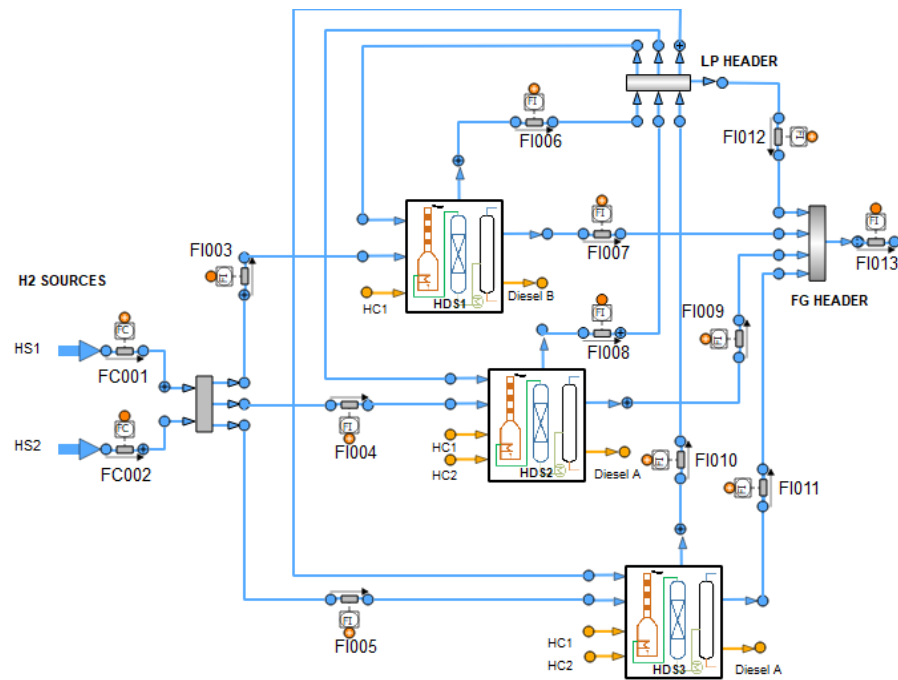 LP HEADER
FI
FI006
FI012
FI
FI003
FI
FI
FI007
FI
FI013
H2 SOURCES
HC1
HDS1
Diesel B
FI
FI009
FG HEADER
FC
FI
HS1
FC001
FI008
FI
FC
HS2
FC002
FI
FI004
HC1
HC2
HDS2
Diesel A
FI
FI010
FI
FI011
FI
FI005
HC1
HC2
HDS3
Diesel A